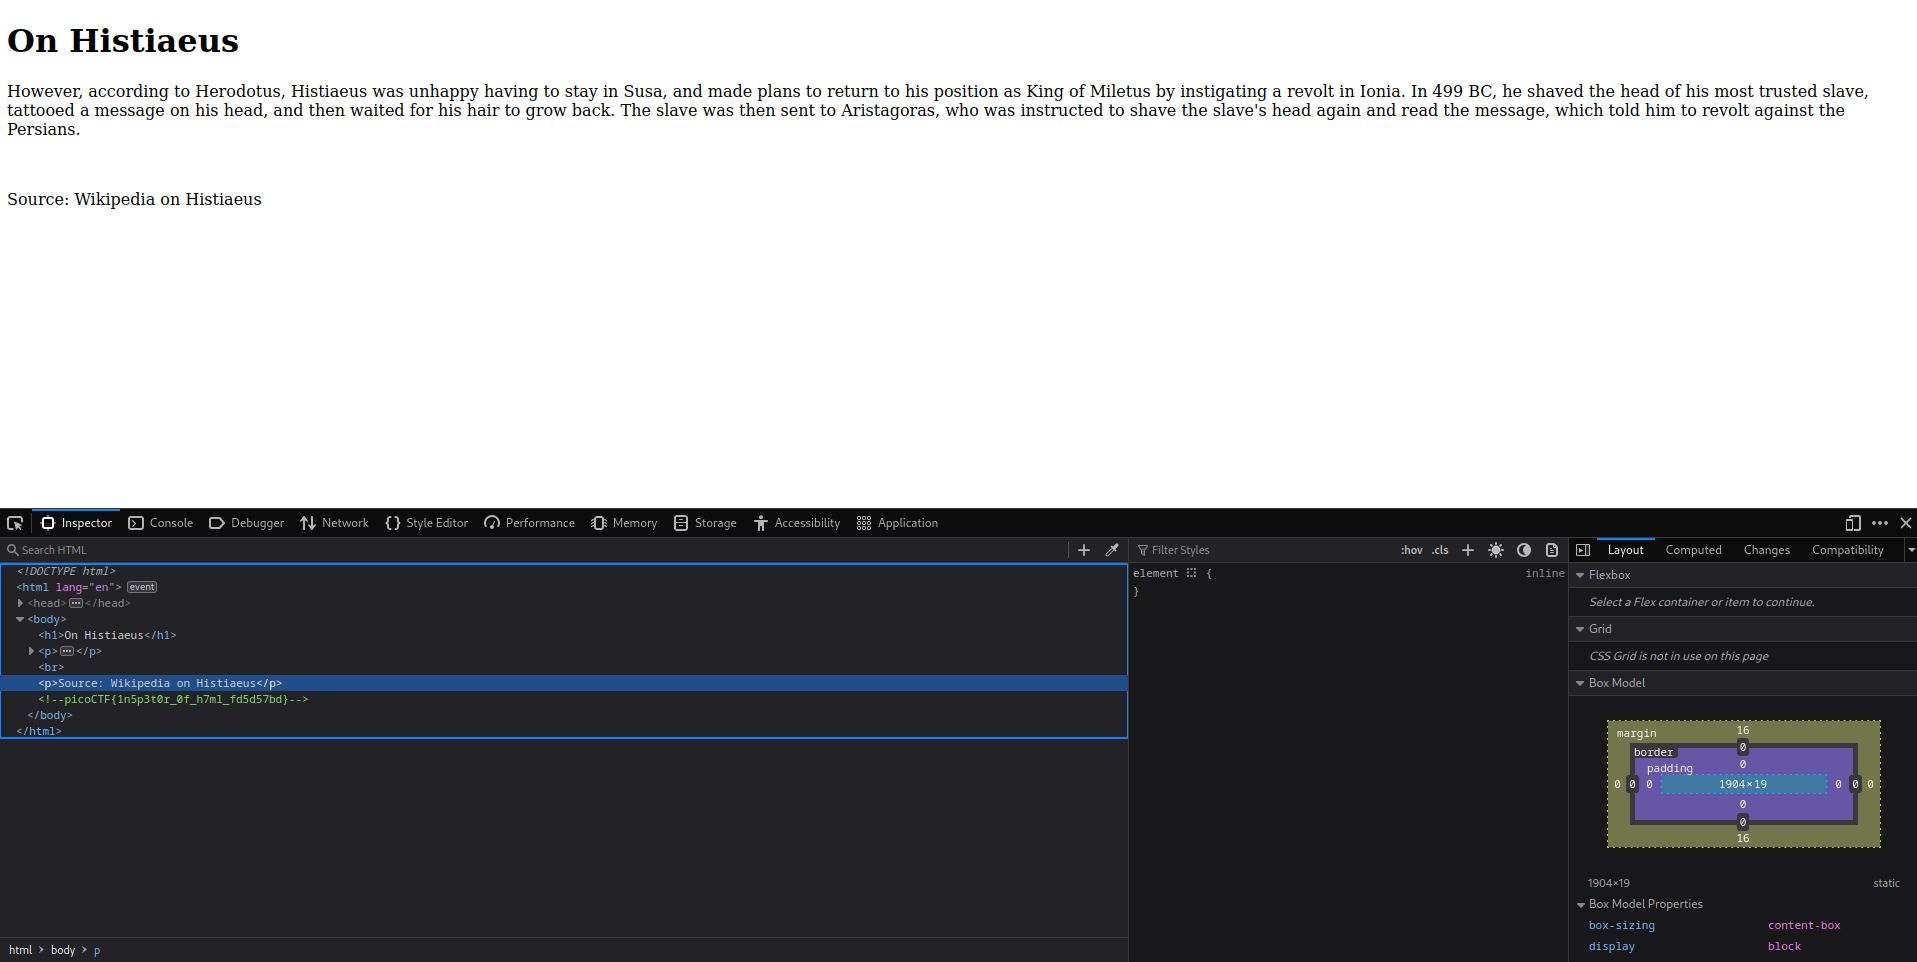 On Histiaeus
However, according to Herodotus, Histiaeus was unhappy having to stay in Susa, and made plans to return to his position as King of Miletus by instigating a revolt in Ionia. In 499 BC, he shaved the head of his most trusted slave,
tattooed a message on his head, and then waited for his hair to grow back. The slave was then sent to Aristagoras, who was instructed to shave the slave's head again and read the message, which told him to revolt against the
Persians.
Source: Wikipedia on Histiaeus
Inspector Console Debugger Network Style Editor Performance Memory Storage Accessibility Application
Search HTML
<!DOCTYPE html>
<html lang="en"> event
<head> ... </head>
<body>
<h1>On Histiaeus</h1>
<p> ... </p>
<br>
<p>Source: Wikipedia on Histiaeus</p>
<!--picoCTF{1n5p3t0r_0f_h7ml_fd5d57bd}-->
</body>
</html>
html > body > p
Filter Styles :hov .cls +
element { inline
}
Layout Computed Changes Compatibility
Flexbox
Select a Flex container or item to continue.
Grid
CSS Grid is not in use on this page
Box Model
margin 16
border 0
padding 0
0 0 0 1904×19 0 0 0
0
0
16
1904×19 static
Box Model Properties
box-sizing content-box
display block